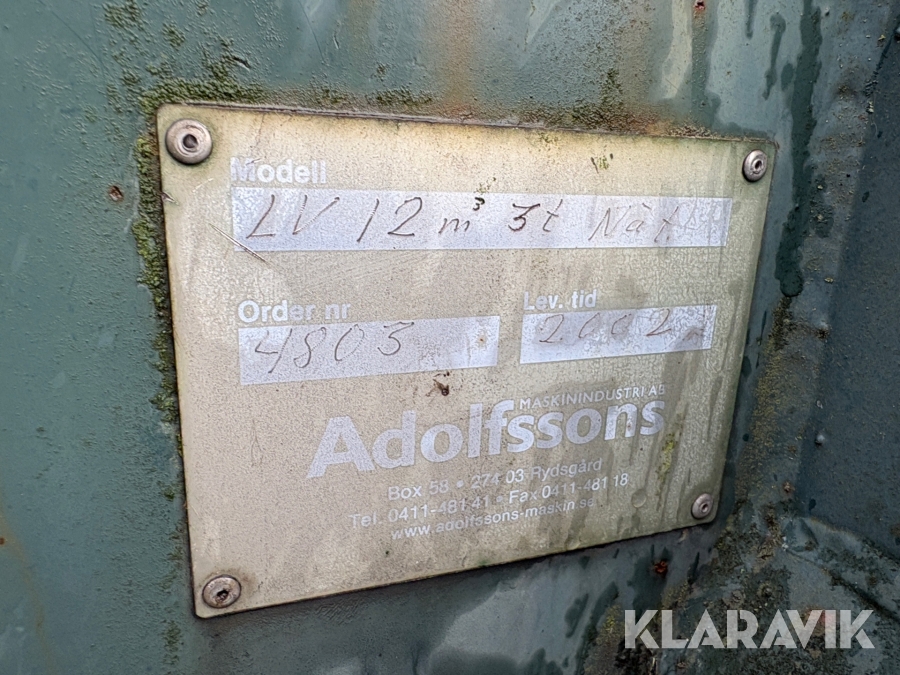 Modell
LV 12 m³ 3t Nät
Order nr
4803
Lev. tid
2002
MASKININDUSTRI AB
Adolfssons
Box 58 • 274 03 Rydsgård
Tel. 0411-481 41 • Fax 0411-481 18
www.adolfssons-maskin.se
KLARAVIK